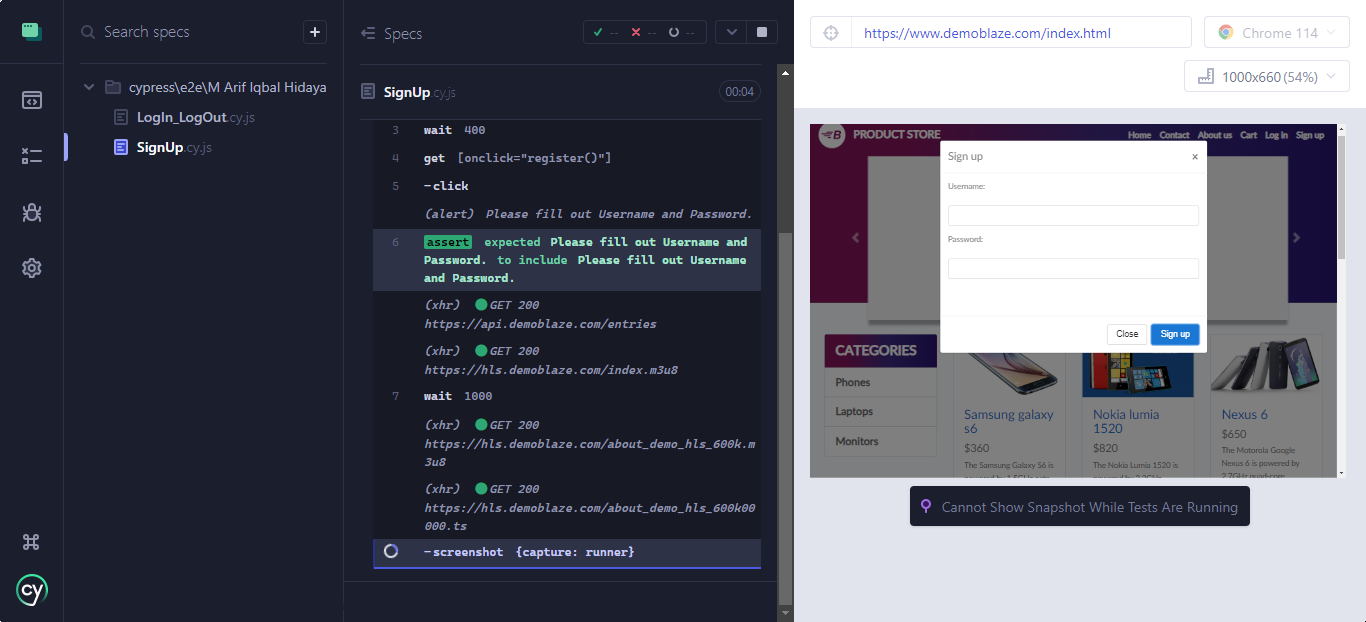 Search specs
+
cypress\e2e\M Arif Iqbal Hidaya
LogIn_LogOut.cy.js
SignUp.cy.js
cy
Specs
-- -- --
SignUp.cy.js
00:04
3 wait 400
4 get [onclick="register()"]
5 -click
(alert) Please fill out Username and Password.
6 assert expected Please fill out Username and
Password. to include Please fill out Username
and Password.
(xhr) GET 200
https://api.demoblaze.com/entries
(xhr) GET 200
https://hls.demoblaze.com/index.m3u8
7 wait 1000
(xhr) GET 200
https://hls.demoblaze.com/about_demo_hls_600k.m
3u8
(xhr) GET 200
https://hls.demoblaze.com/about_demo_hls_600k00
000.ts
-screenshot {capture: runner}
https://www.demoblaze.com/index.html
Chrome 114
1000x660 (54%)
PRODUCT STORE
Home Contact About us Cart Log in Sign up
Sign up ×
Username:
Password:
Close Sign up
CATEGORIES
Phones
Laptops
Monitors
Samsung galaxy
s6
$360
The Samsung Galaxy S6 is
Nokia lumia
1520
$820
The Nokia Lumia 1520 is
Nexus 6
$650
The Motorola Google
Nexus 6 is powered by
Cannot Show Snapshot While Tests Are Running